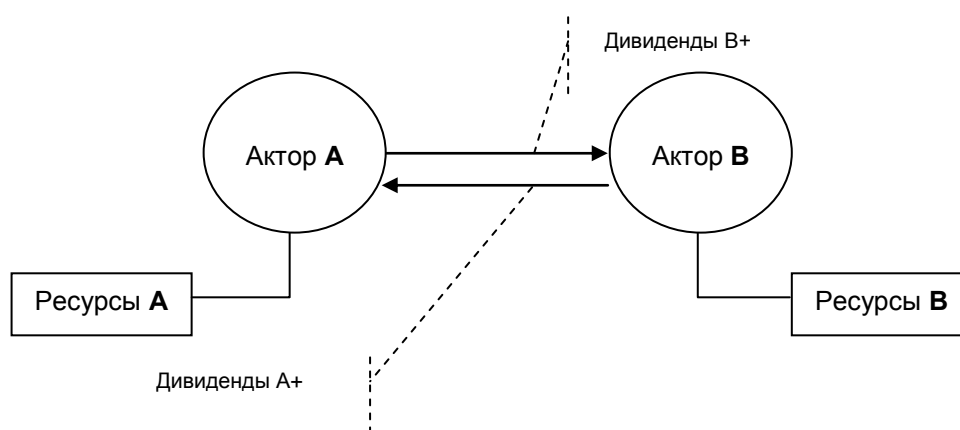 Дивиденды В+
Актор А
Актор В
Ресурсы А
Ресурсы В
Дивиденды А+